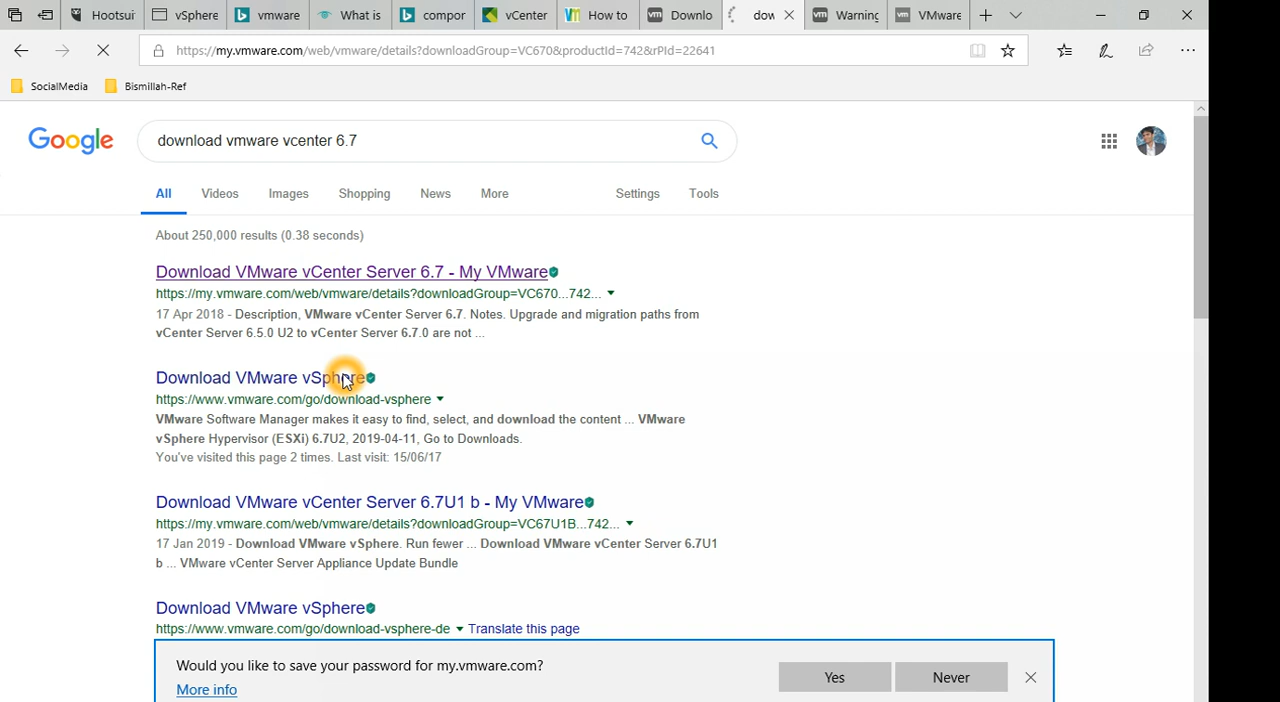 Hootsui
vSphere
vmware
What is
compor
vCenter
How to
Downlo
dow
Warning
VMware
https://my.vmware.com/web/vmware/details?downloadGroup=VC670&productId=742&rPId=22641
SocialMedia
Bismillah-Ref
Google
download vmware vcenter 6.7
All
Videos
Images
Shopping
News
More
Settings
Tools
About 250,000 results (0.38 seconds)
Download VMware vCenter Server 6.7 - My VMware
https://my.vmware.com/web/vmware/details?downloadGroup=VC670...742...
17 Apr 2018 - Description, VMware vCenter Server 6.7. Notes. Upgrade and migration paths from
vCenter Server 6.5.0 U2 to vCenter Server 6.7.0 are not ...
Download VMware vSphere
https://www.vmware.com/go/download-vsphere
VMware Software Manager makes it easy to find, select, and download the content ... VMware
vSphere Hypervisor (ESXi) 6.7U2, 2019-04-11, Go to Downloads.
You've visited this page 2 times. Last visit: 15/06/17
Download VMware vCenter Server 6.7U1 b - My VMware
https://my.vmware.com/web/vmware/details?downloadGroup=VC67U1B...742...
17 Jan 2019 - Download VMware vSphere. Run fewer ... Download VMware vCenter Server 6.7U1
b ... VMware vCenter Server Appliance Update Bundle
Download VMware vSphere
https://www.vmware.com/go/download-vsphere-de
Translate this page
Would you like to save your password for my.vmware.com?
Yes
Never
More info